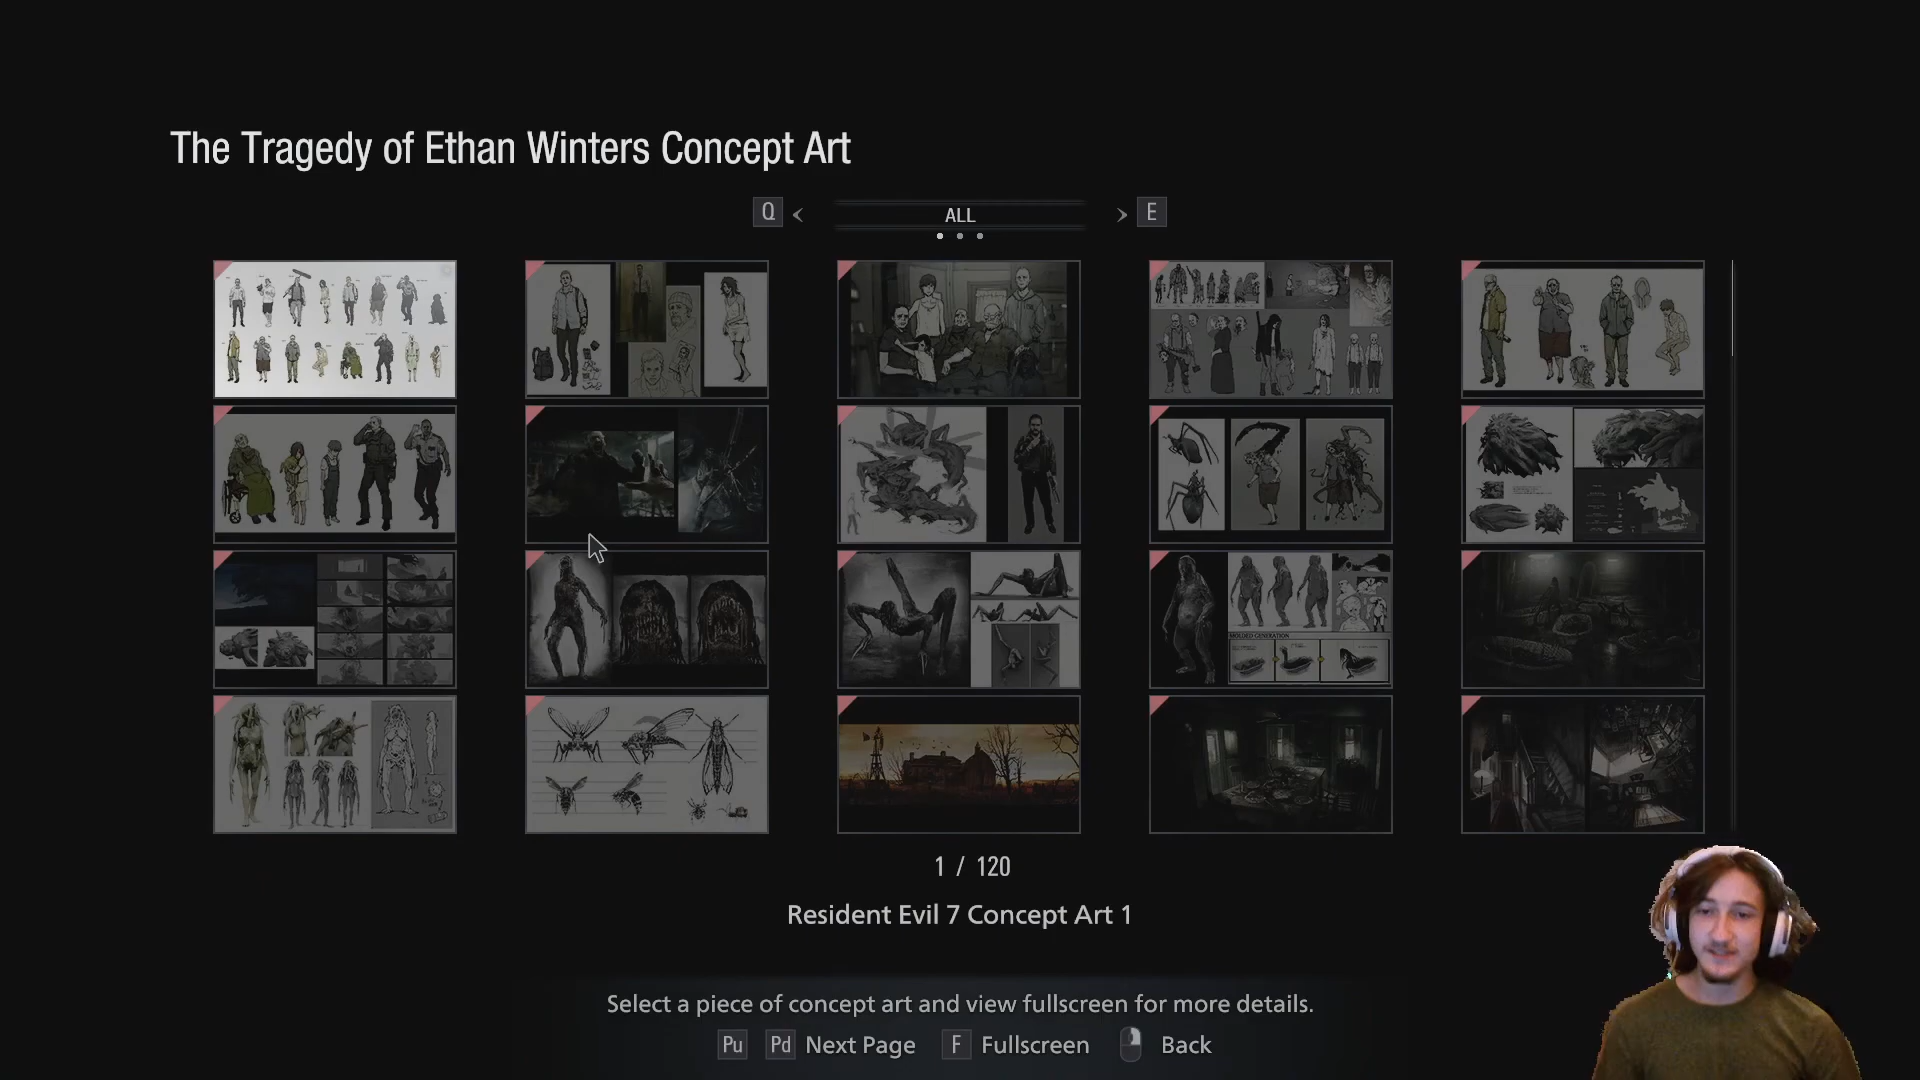 The Tragedy of Ethan Winters Concept Art
Q < ALL > E
MOLDED GENERATION
1 / 120
Resident Evil 7 Concept Art 1
Select a piece of concept art and view fullscreen for more details.
Pu Pd Next Page F Fullscreen Back